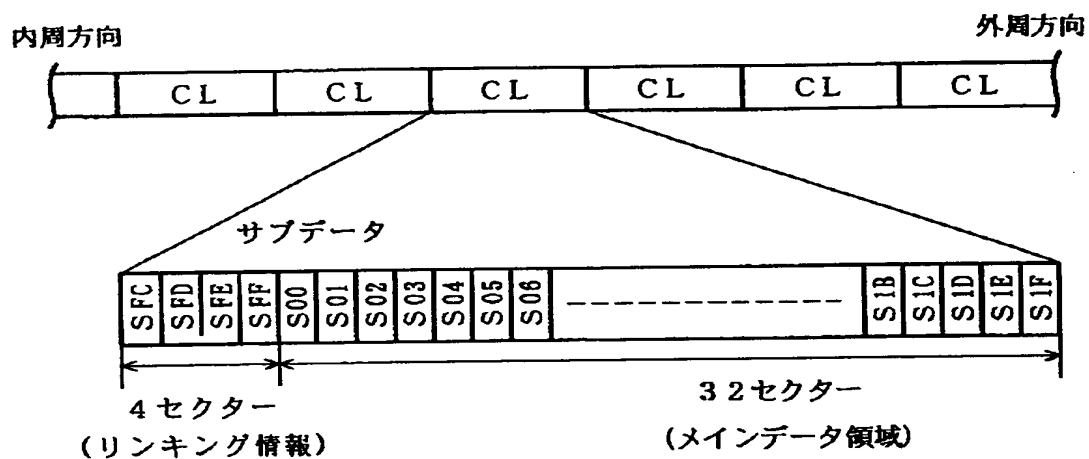 内周方向
外周方向
CL CL CL CL CL CL
サブデータ
SFC SFD SFE SFF S00 S01 S02 S03 S04 S05 S06 S1B S1C S1D S1E S1F
4セクター
(リンキング情報)
32セクター
(メインデータ領域)